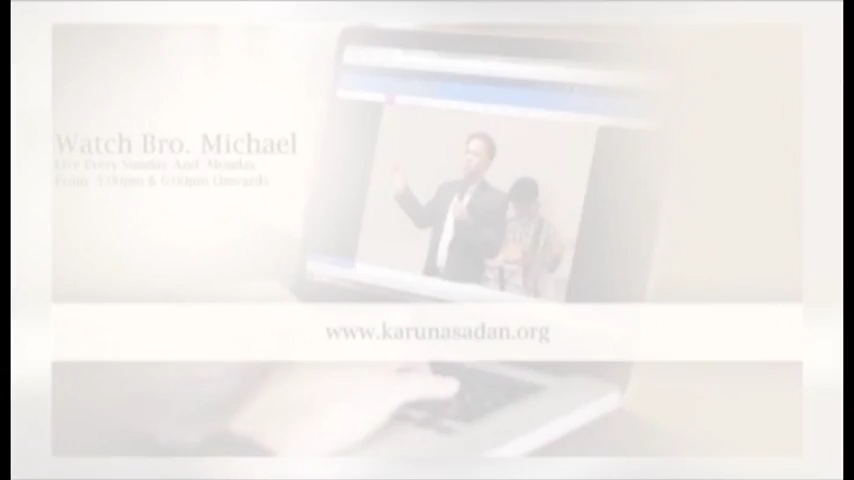 Watch Bro. Michael
Live Every Sunday And Monday
From 5:00pm & 6:00pm Onwards
www.karunasadan.org